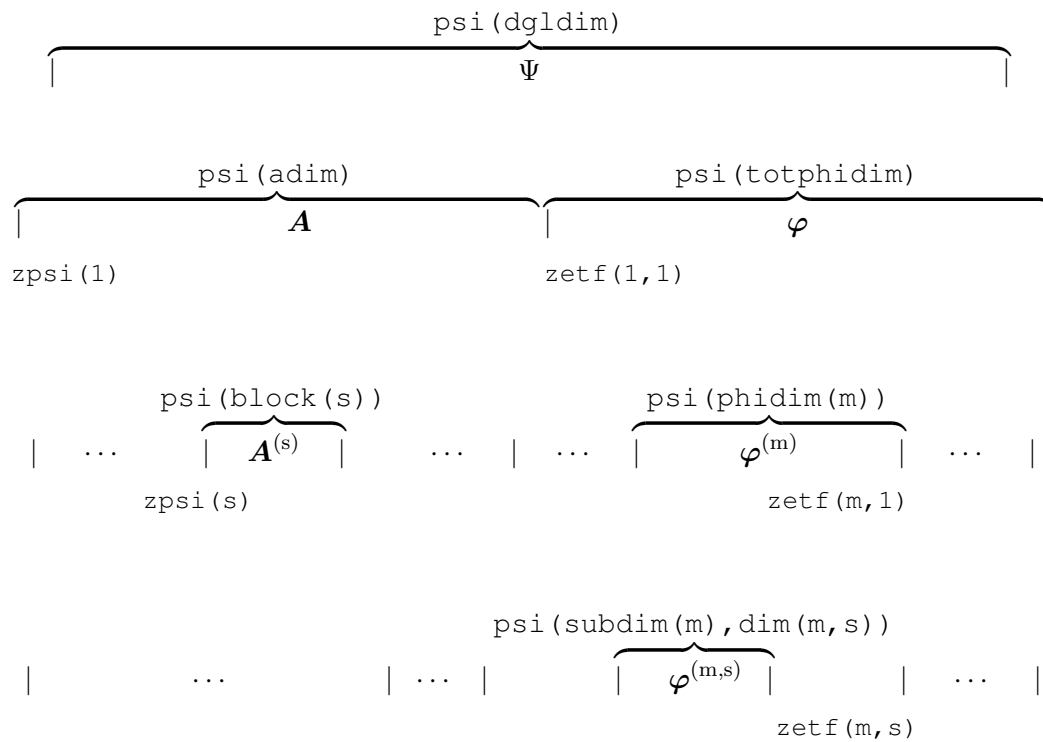 psi(dgldim)
| Ψ |
psi(adim) psi(totphidim)
| A | φ
zpsi(1) zetf(1,1)
psi(block(s)) psi(phidim(m))
| ··· | A^(s) | ··· | ··· | φ^(m) | ··· |
zpsi(s) zetf(m,1)
psi(subdim(m),dim(m,s))
| ··· | ··· | | φ^(m,s) | | ··· |
zetf(m,s)